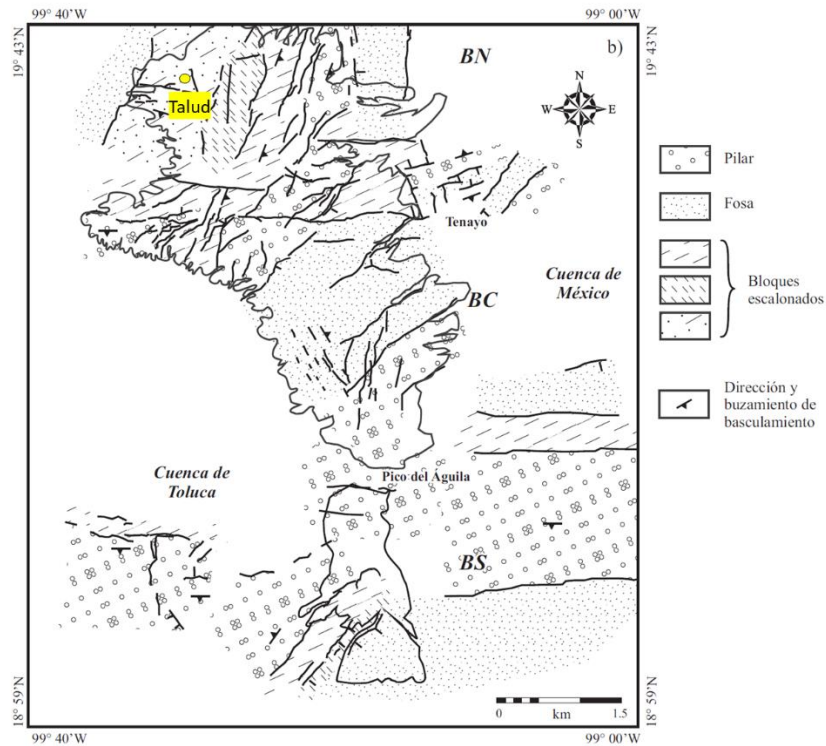 99° 40'W
99° 00'W
19° 43'N
b)
19° 43'N
BN
N
W
E
S
Talud
Pilar
Fosa
Tenayo
Cuenca de
México
Bloques
escalonados
BC
Dirección y
buzamiento de
basculamiento
Cuenca de
Toluca
Pico del Águila
BS
18° 59'N
18° 59'N
0
1.5
km
99° 40'W
99° 00'W